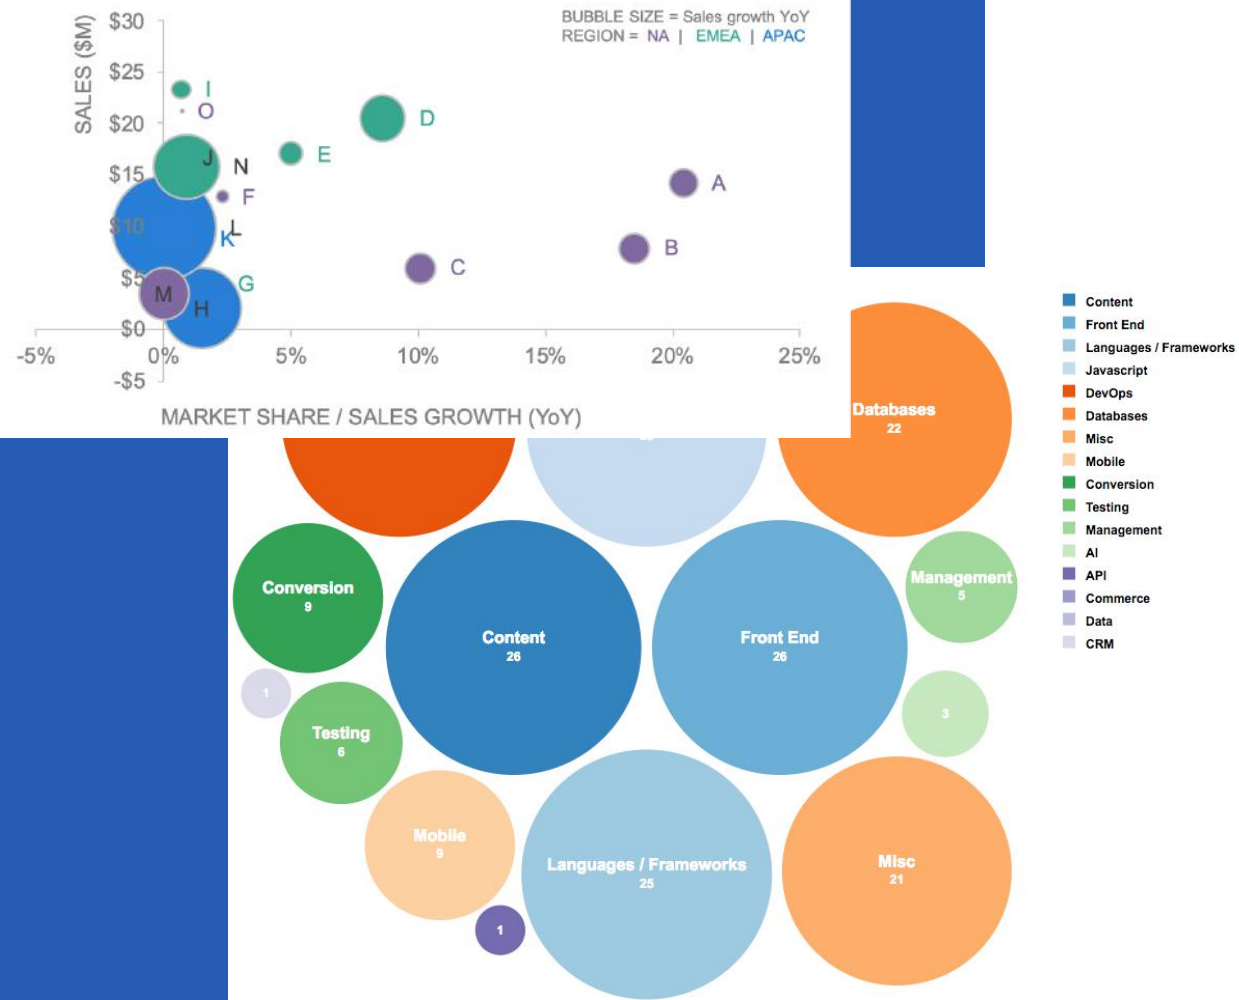 $30
$25
$20
$15
$10
$5
$0
-$5
SALES ($M)
BUBBLE SIZE = Sales growth YoY
REGION = NA | EMEA | APAC
I
O
D
E
J
N
F
A
L
K
B
C
G
M
H
-5%
0%
5%
10%
15%
20%
25%
MARKET SHARE / SALES GROWTH (YoY)
Databases
22
Conversion
9
Content
26
Front End
26
Management
5
1
3
Testing
6
Mobile
9
Languages / Frameworks
25
Misc
21
1
Content
Front End
Languages / Frameworks
Javascript
DevOps
Databases
Misc
Mobile
Conversion
Testing
Management
AI
API
Commerce
Data
CRM